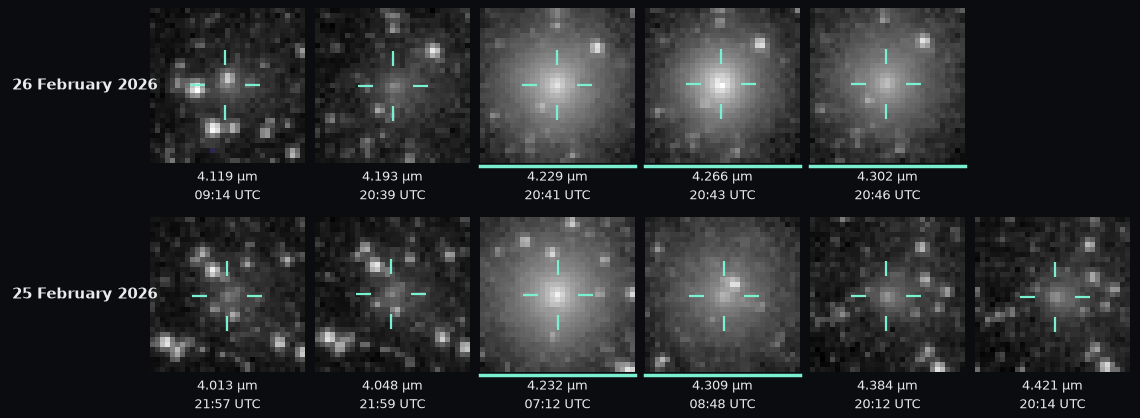 26 February 2026
4.119 µm 4.193 µm 4.229 µm 4.266 µm 4.302 µm
09:14 UTC 20:39 UTC 20:41 UTC 20:43 UTC 20:46 UTC
25 February 2026
4.013 µm 4.048 µm 4.232 µm 4.309 µm 4.384 µm 4.421 µm
21:57 UTC 21:59 UTC 07:12 UTC 08:48 UTC 20:12 UTC 20:14 UTC